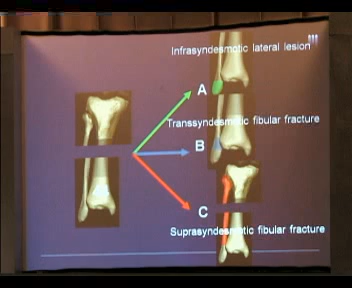 Infrasyndesmotic lateral lesion
A
Transsyndesmotic fibular fracture
B
C
Suprasyndesmotic fibular fracture